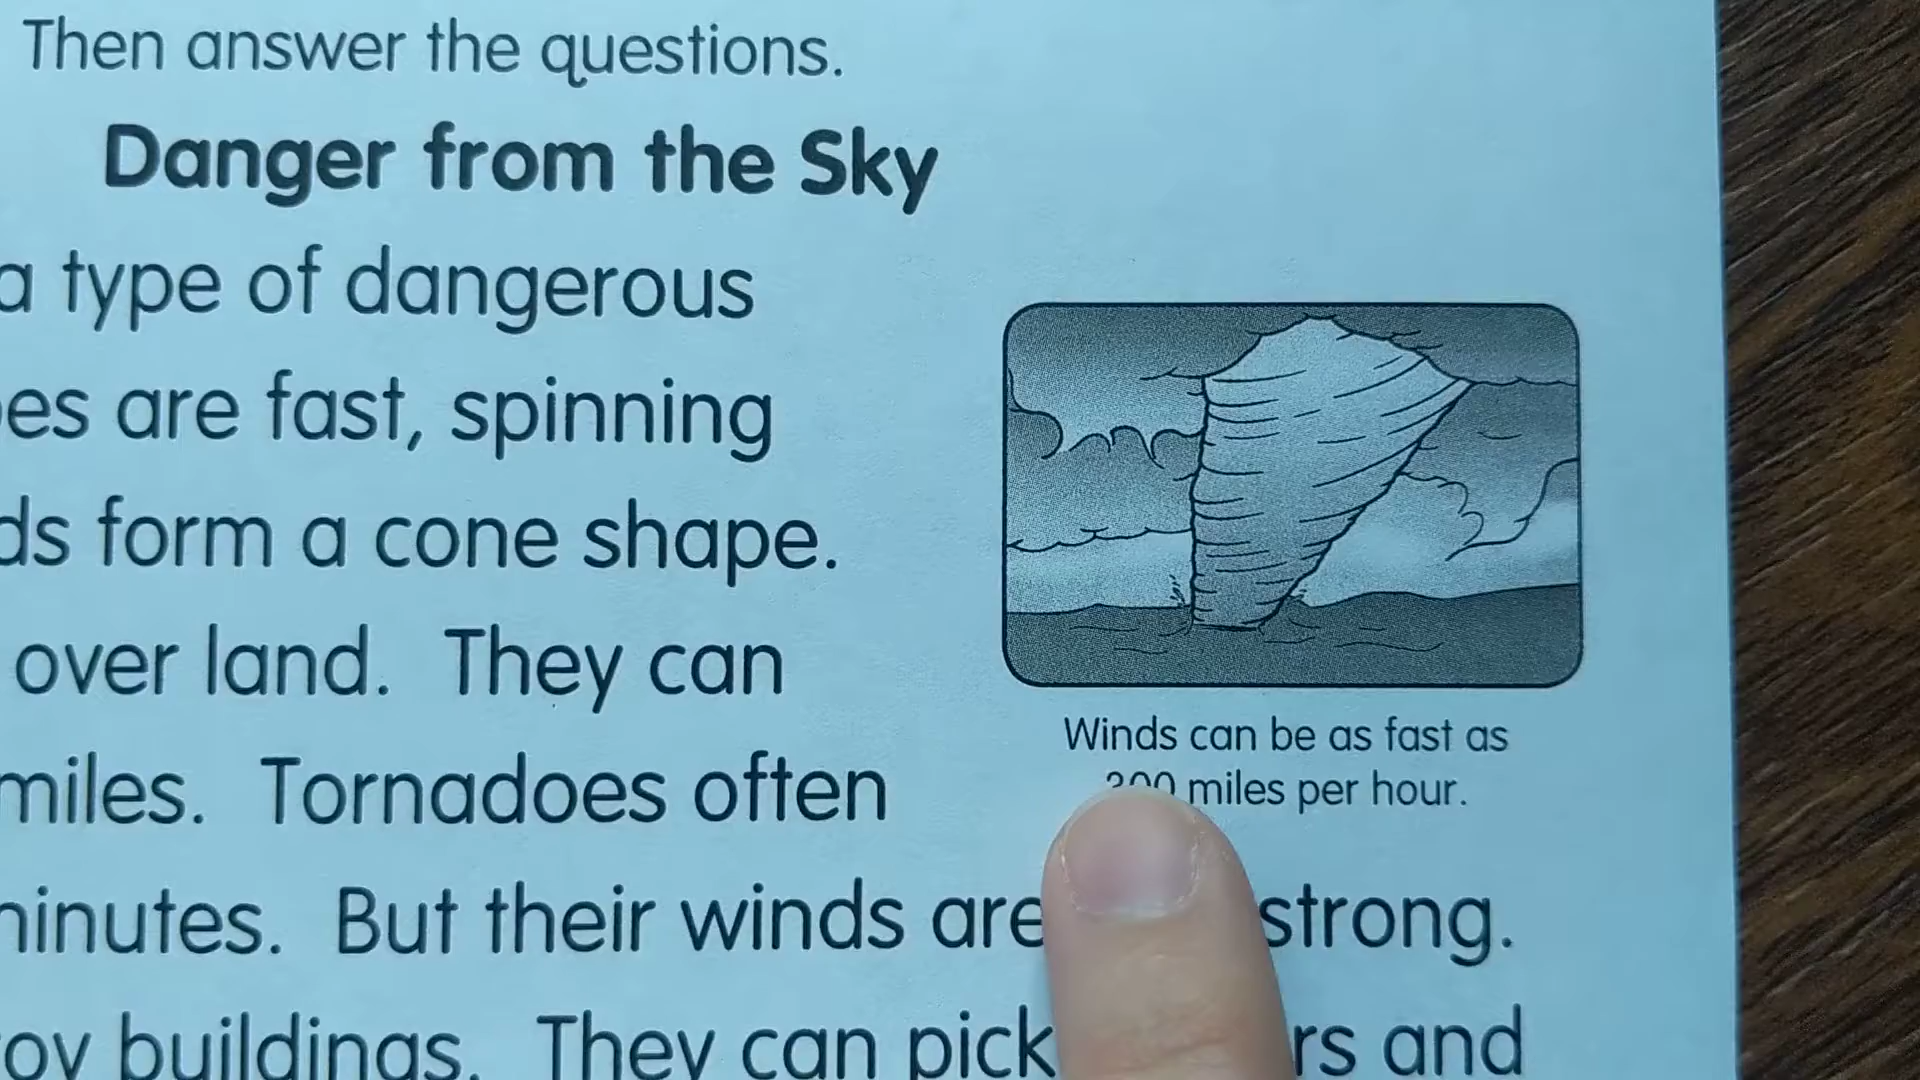 Then answer the questions.
Danger from the Sky
a type of dangerous
es are fast, spinning
ds form a cone shape.
over land. They can
miles. Tornadoes often
Winds can be as fast as
miles per hour.
inutes. But their winds are strong.
oy buildings. They can pick rs and